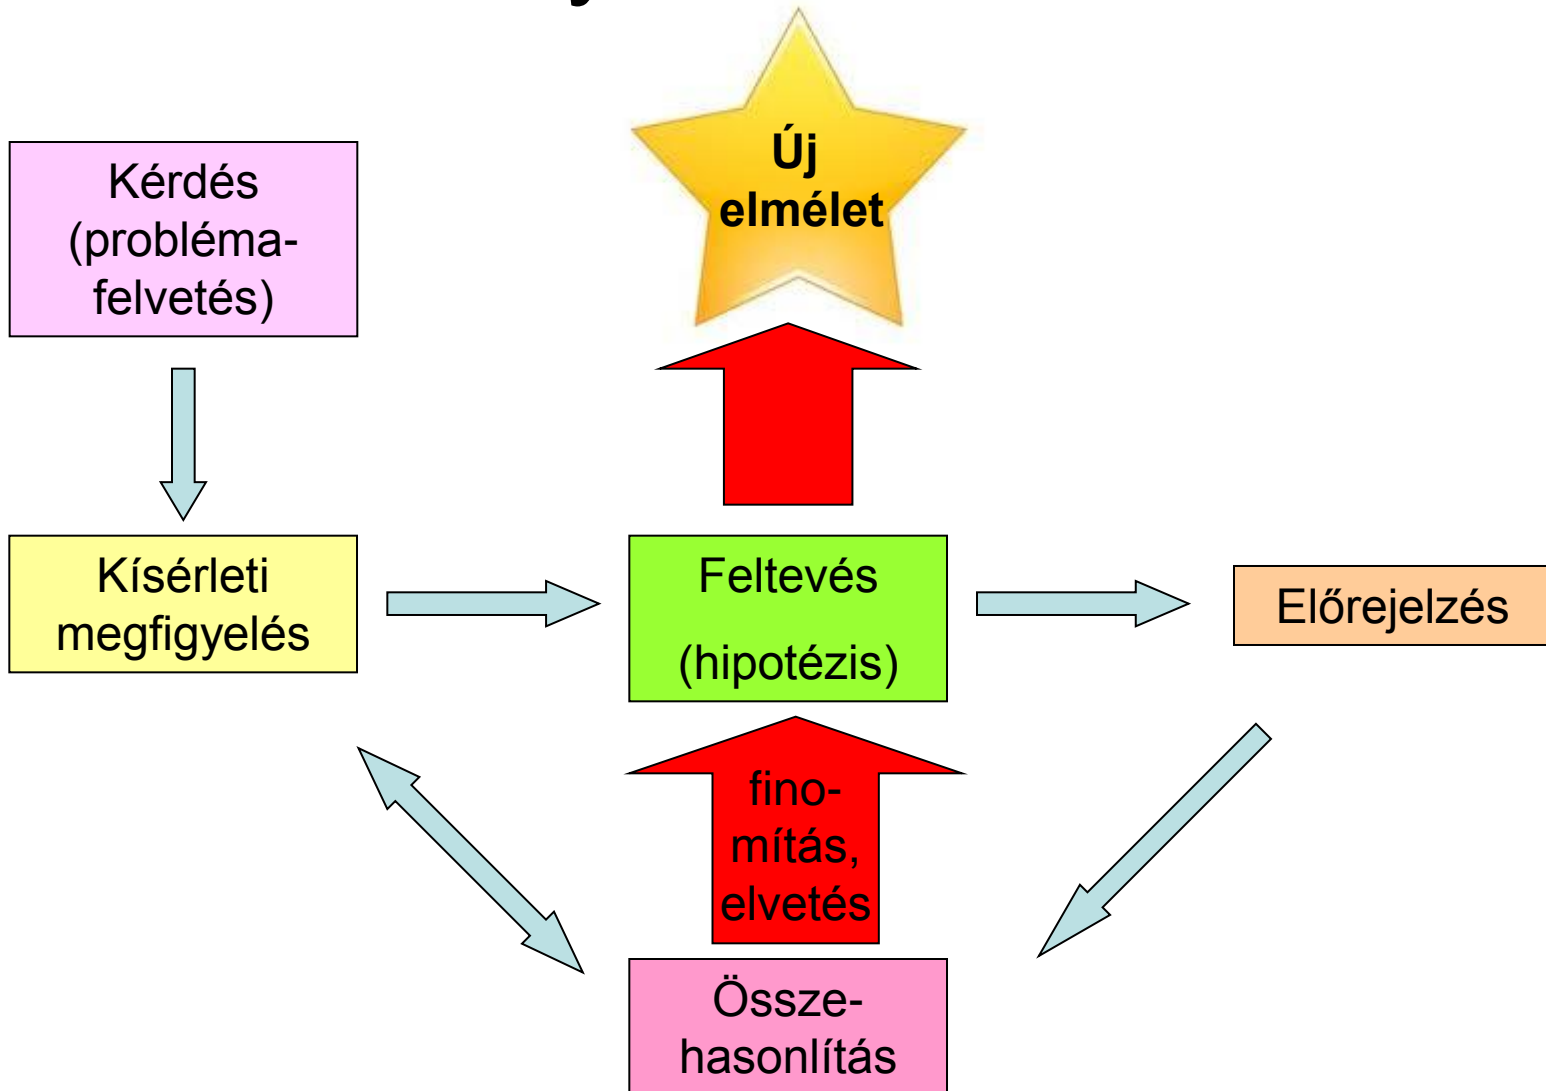 Új
elmélet
Kérdés
(probléma-
felvetés)
Kísérleti
megfigyelés
Feltevés
(hipotézis)
Előrejelzés
fino-
mítás,
elvetés
Össze-
hasonlítás